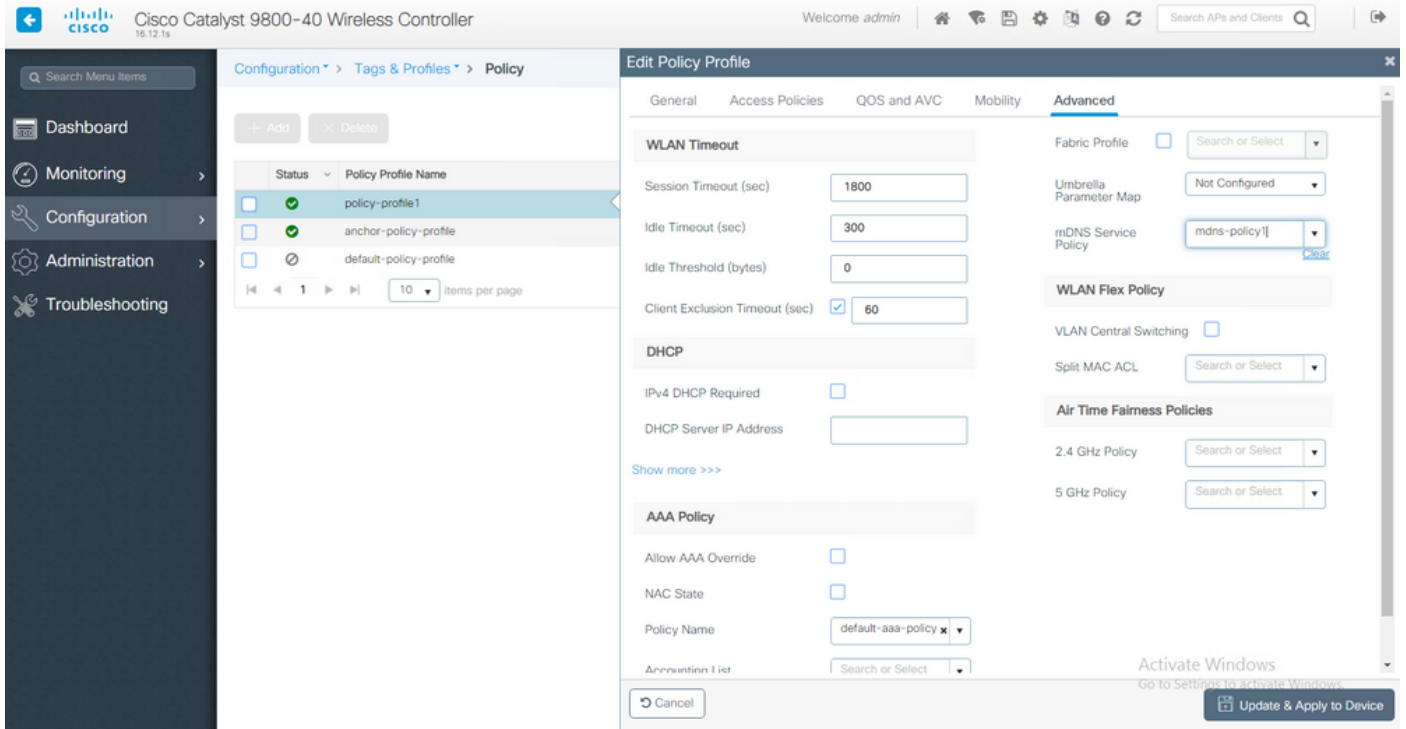 CISCO
Cisco Catalyst 9800-40 Wireless Controller
16.12.1s
Welcome admin
Search APs and Clients
Search Menu Items
Dashboard
Monitoring
Configuration
Administration
Troubleshooting
Configuration > Tags & Profiles > Policy
+ Add
× Delete
Status Policy Profile Name
policy-profile1
anchor-policy-profile
default-policy-profile
1 10 items per page
Edit Policy Profile
General Access Policies QOS and AVC Mobility Advanced
WLAN Timeout
Session Timeout (sec) 1800
Idle Timeout (sec) 300
Idle Threshold (bytes) 0
Client Exclusion Timeout (sec) 60
DHCP
IPv4 DHCP Required
DHCP Server IP Address
Show more >>>
AAA Policy
Allow AAA Override
NAC State
Policy Name default-aaa-policy
Accounting List Search or Select
Fabric Profile Search or Select
Umbrella
Parameter Map
Not Configured
mDNS Service
Policy
mdns-policy1
Clear
WLAN Flex Policy
VLAN Central Switching
Split MAC ACL Search or Select
Air Time Fairness Policies
2.4 GHz Policy Search or Select
5 GHz Policy Search or Select
Activate Windows
Go to Settings to activate Windows.
Cancel
Update & Apply to Device